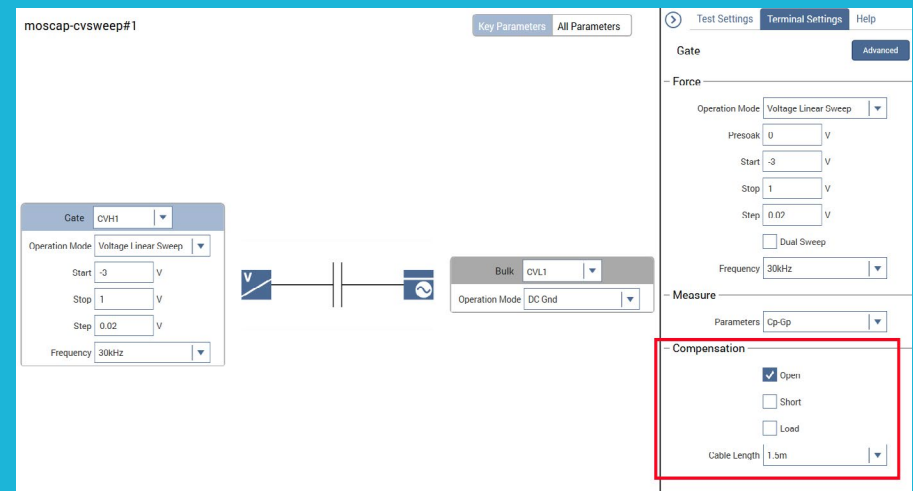 moscap-cvsweep#1
Key Parameters All Parameters
Test Settings Terminal Settings Help
Gate Advanced
Force
Operation Mode Voltage Linear Sweep
Presoak 0 V
Start -3 V
Stop 1 V
Step 0.02 V
Dual Sweep
Frequency 30kHz
Measure
Parameters Cp-Gp
Compensation
Open
Short
Load
Cable Length 1.5m
Gate CVH1
Operation Mode Voltage Linear Sweep
Start -3 V
Stop 1 V
Step 0.02 V
Frequency 30kHz
V
Bulk CVL1
Operation Mode DC Gnd